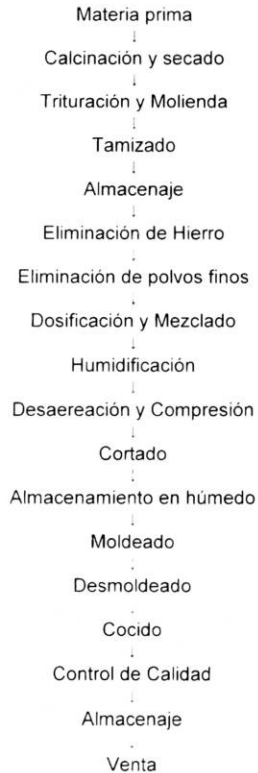 Materia prima
Calcinación y secado
Trituración y Molienda
Tamizado
Almacenaje
Eliminación de Hierro
Eliminación de polvos finos
Dosificación y Mezclado
Humidificación
Desaereación y Compresión
Cortado
Almacenamiento en húmedo
Moldeado
Desmoldeado
Cocido
Control de Calidad
Almacenaje
Venta